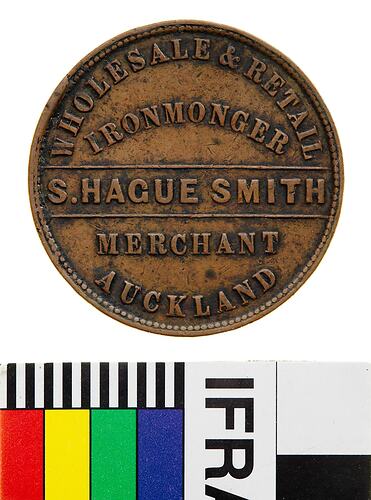 WHOLESALE & RETAIL
IRONMONGER
S.HAGUE SMITH
MERCHANT
AUCKLAND
IFRA